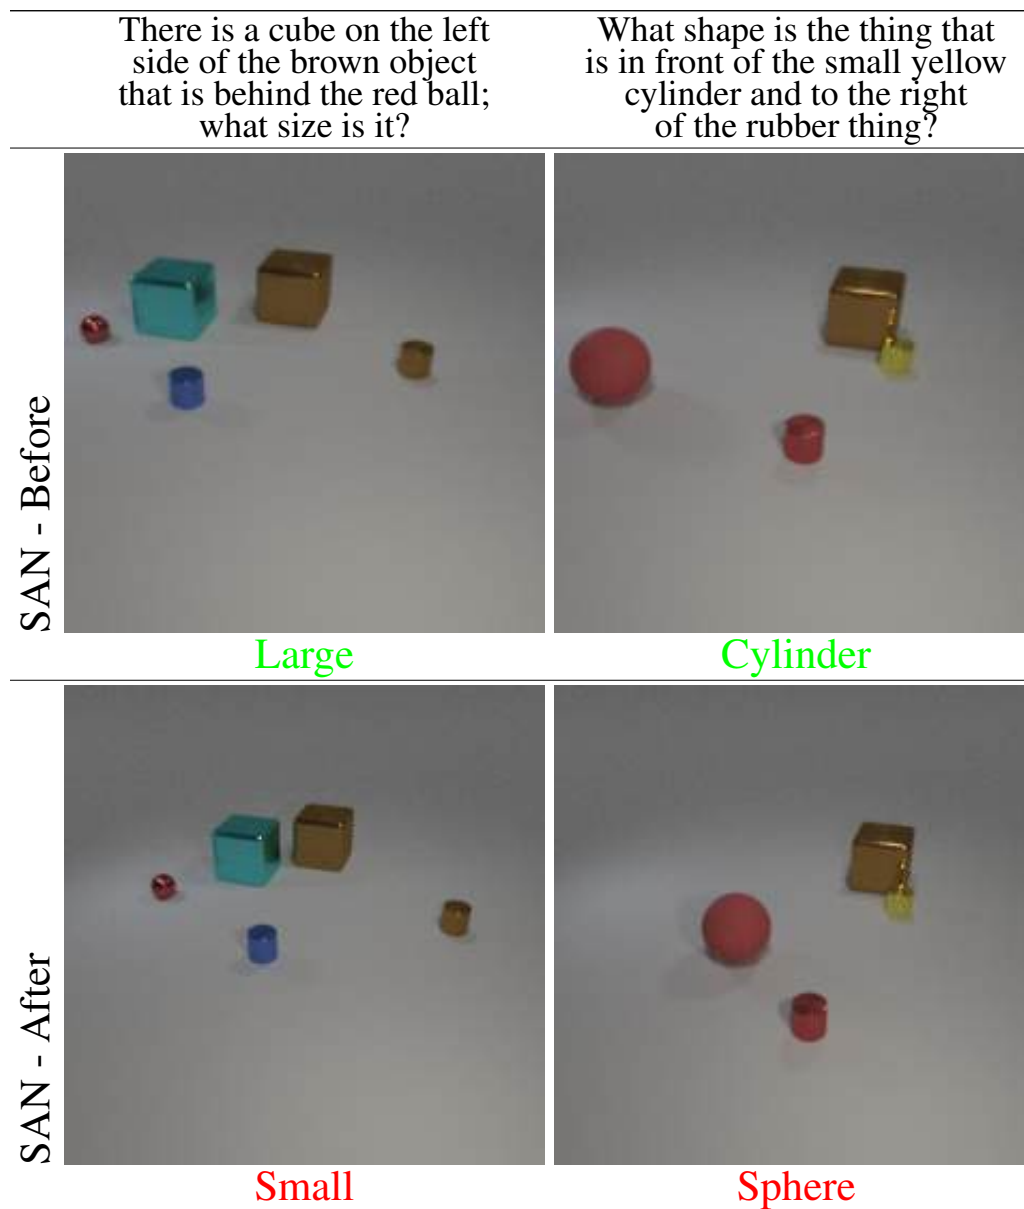 There is a cube on the left
side of the brown object
that is behind the red ball;
what size is it?
What shape is the thing that
is in front of the small yellow
cylinder and to the right
of the rubber thing?
SAN - Before
Large
Cylinder
SAN - After
Small
Sphere